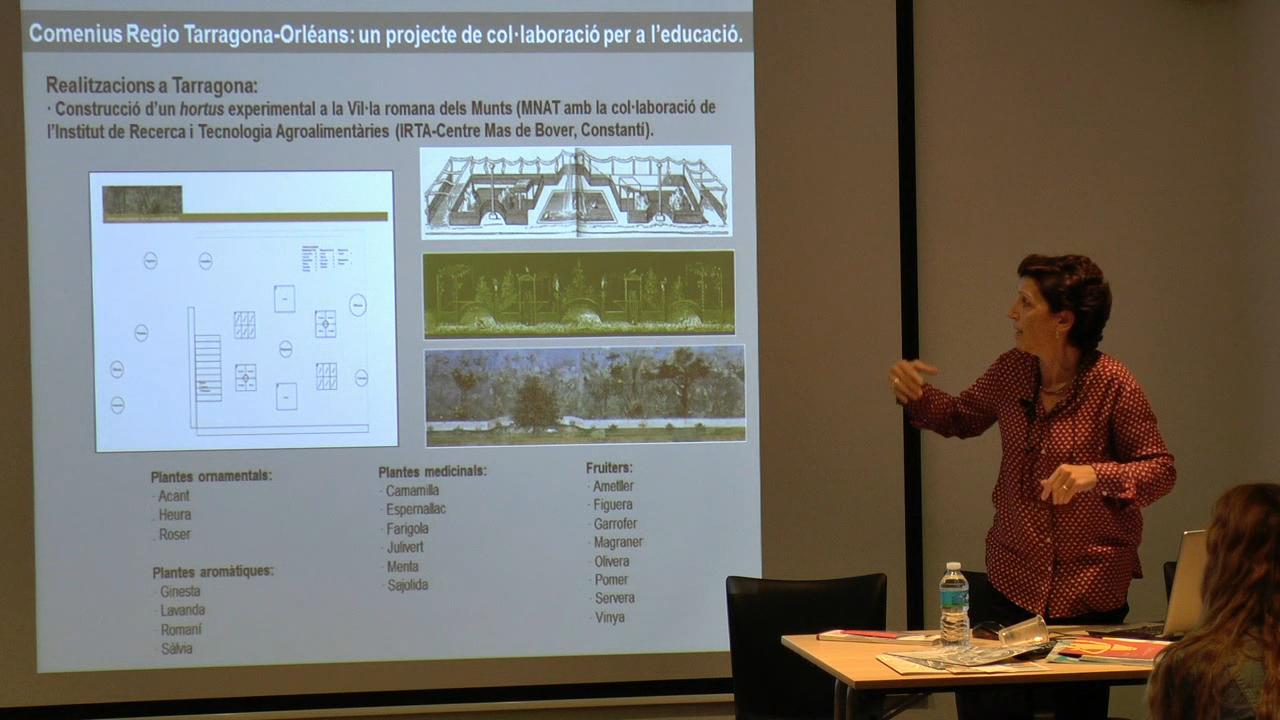 Comenius Regio Tarragona-Orléans: un projecte de col·laboració per a l'educació.
Realitzacions a Tarragona:
· Construcció d'un hortus experimental a la Vil·la romana dels Munts (MNAT amb la col·laboració de
l'Institut de Recerca i Tecnologia Agroalimentàries (IRTA-Centre Mas de Bover, Constantí).
Plantes ornamentals:
· Acant
· Heura
· Roser
Plantes aromàtiques:
· Ginesta
· Lavanda
· Romaní
· Sàlvia
Plantes medicinals:
· Camamilla
· Espernallac
· Farigola
· Julivert
· Menta
· Sajolida
Fruiters:
· Ametller
· Figuera
· Garrofer
· Magraner
· Olivera
· Pomer
· Servera
· Vinya